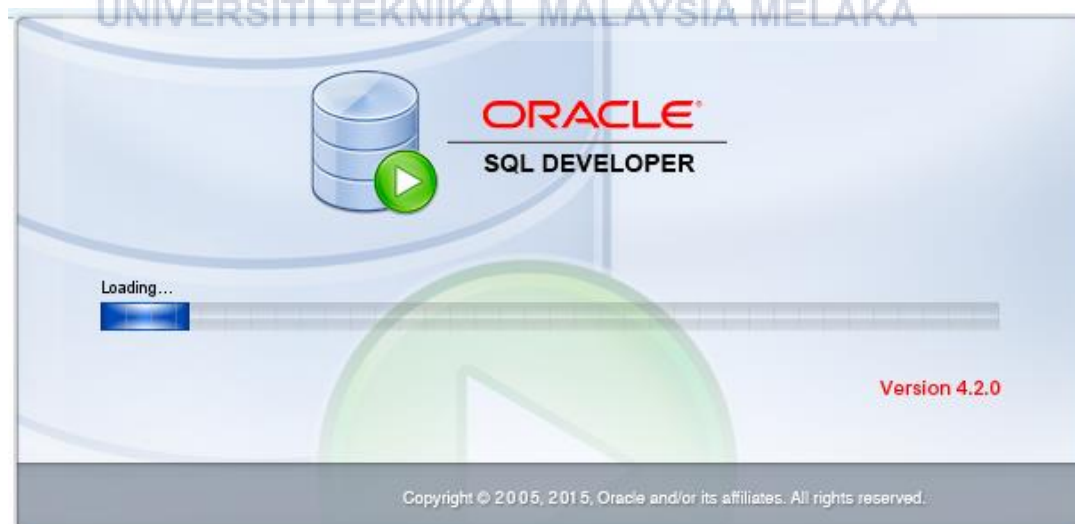 UNIVERSITI TEKNIKAL MALAYSIA MELAKA
ORACLE®
SQL DEVELOPER
Loading...
Version 4.2.0
Copyright © 2005, 2015, Oracle and/or its affiliates. All rights reserved.